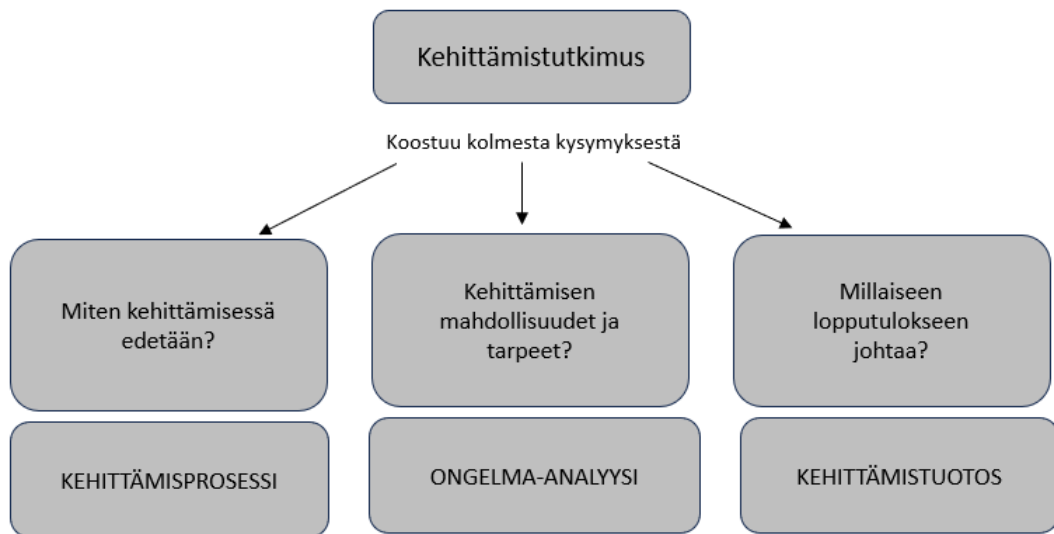 Kehittämistutkimus
Koostuu kolmesta kysymyksestä
Miten kehittämisessä
edetään?
KEHITTÄMISPROSESSI
Kehittämisen
mahdollisuudet ja
tarpeet?
ONGELMA-ANALYYSI
Millaiseen
lopputulokseen
johtaa?
KEHITTÄMISTUOTOS